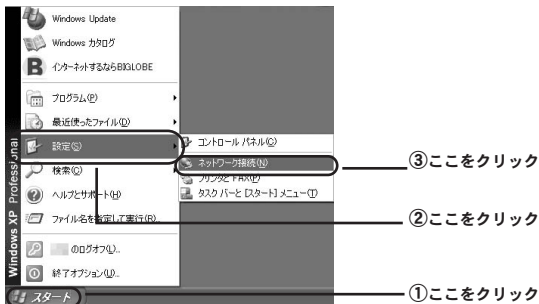 Windows Update
Windows カタログ
インターネットするならBIGLOBE
プログラム(P)
最近使ったファイル(D)
設定(S)
コントロール パネル(C)
ネットワーク接続(N)
③ここをクリック
検索(C)
プリンタと FAX(P)
ヘルプとサポート(H)
タスク バーと [スタート] メニュー(T)
②ここをクリック
ファイル名を指定して実行(R)...
のログオフ(L)...
終了オプション(U)...
Windows XP Professional
スタート
①ここをクリック